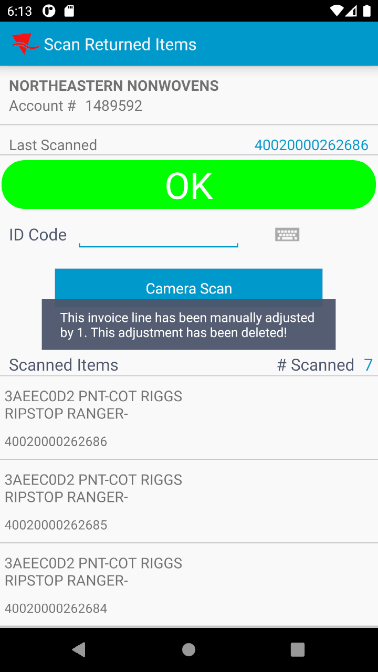 6:13
Scan Returned Items
NORTHEASTERN NONWOVENS
Account # 1489592
Last Scanned 40020000262686
OK
ID Code
Camera Scan
This invoice line has been manually adjusted
by 1. This adjustment has been deleted!
Scanned Items # Scanned 7
3AEEC0D2 PNT-COT RIGGS
RIPSTOP RANGER-
40020000262686
3AEEC0D2 PNT-COT RIGGS
RIPSTOP RANGER-
40020000262685
3AEEC0D2 PNT-COT RIGGS
RIPSTOP RANGER-
40020000262684